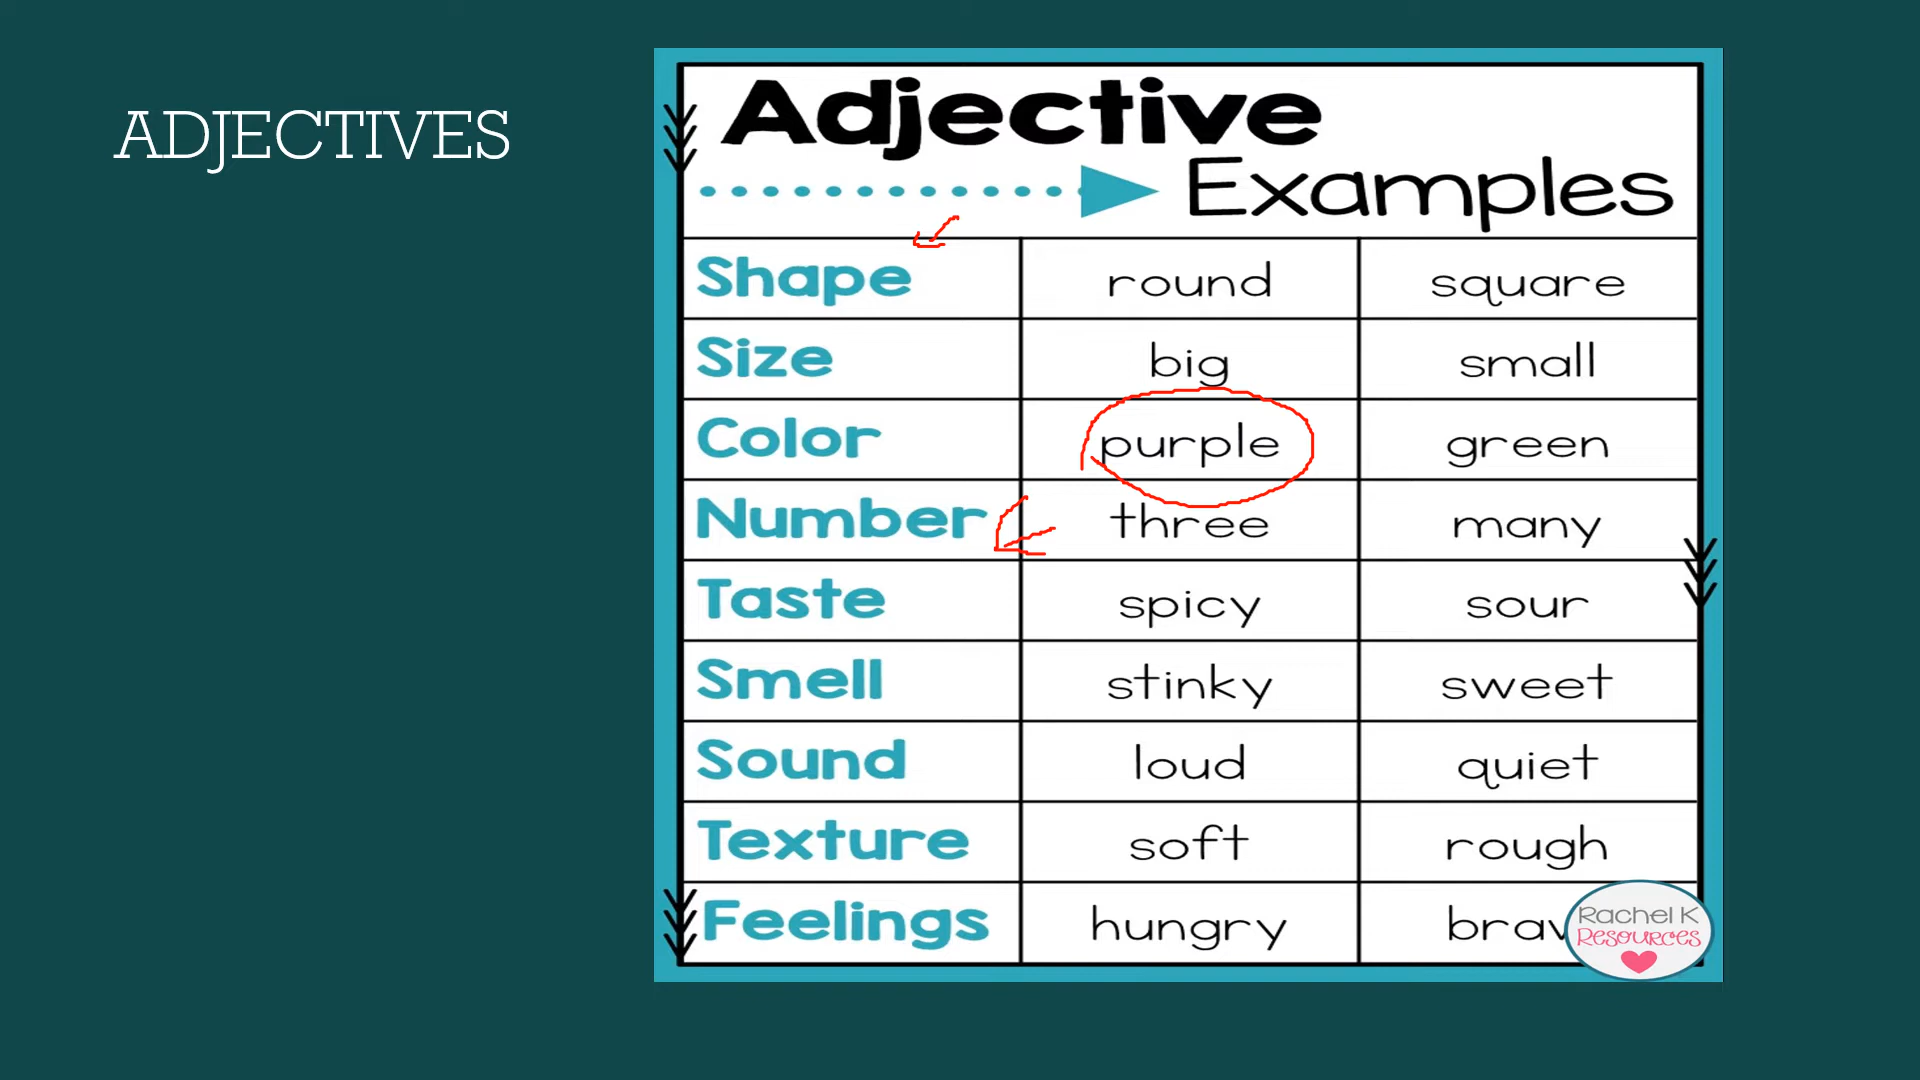 ADJECTIVES
Adjective
Examples
Shape round square
Size big small
Color purple green
Number three many
Taste spicy sour
Smell stinky sweet
Sound loud quiet
Texture soft rough
Feelings hungry
Rachel K
Resources